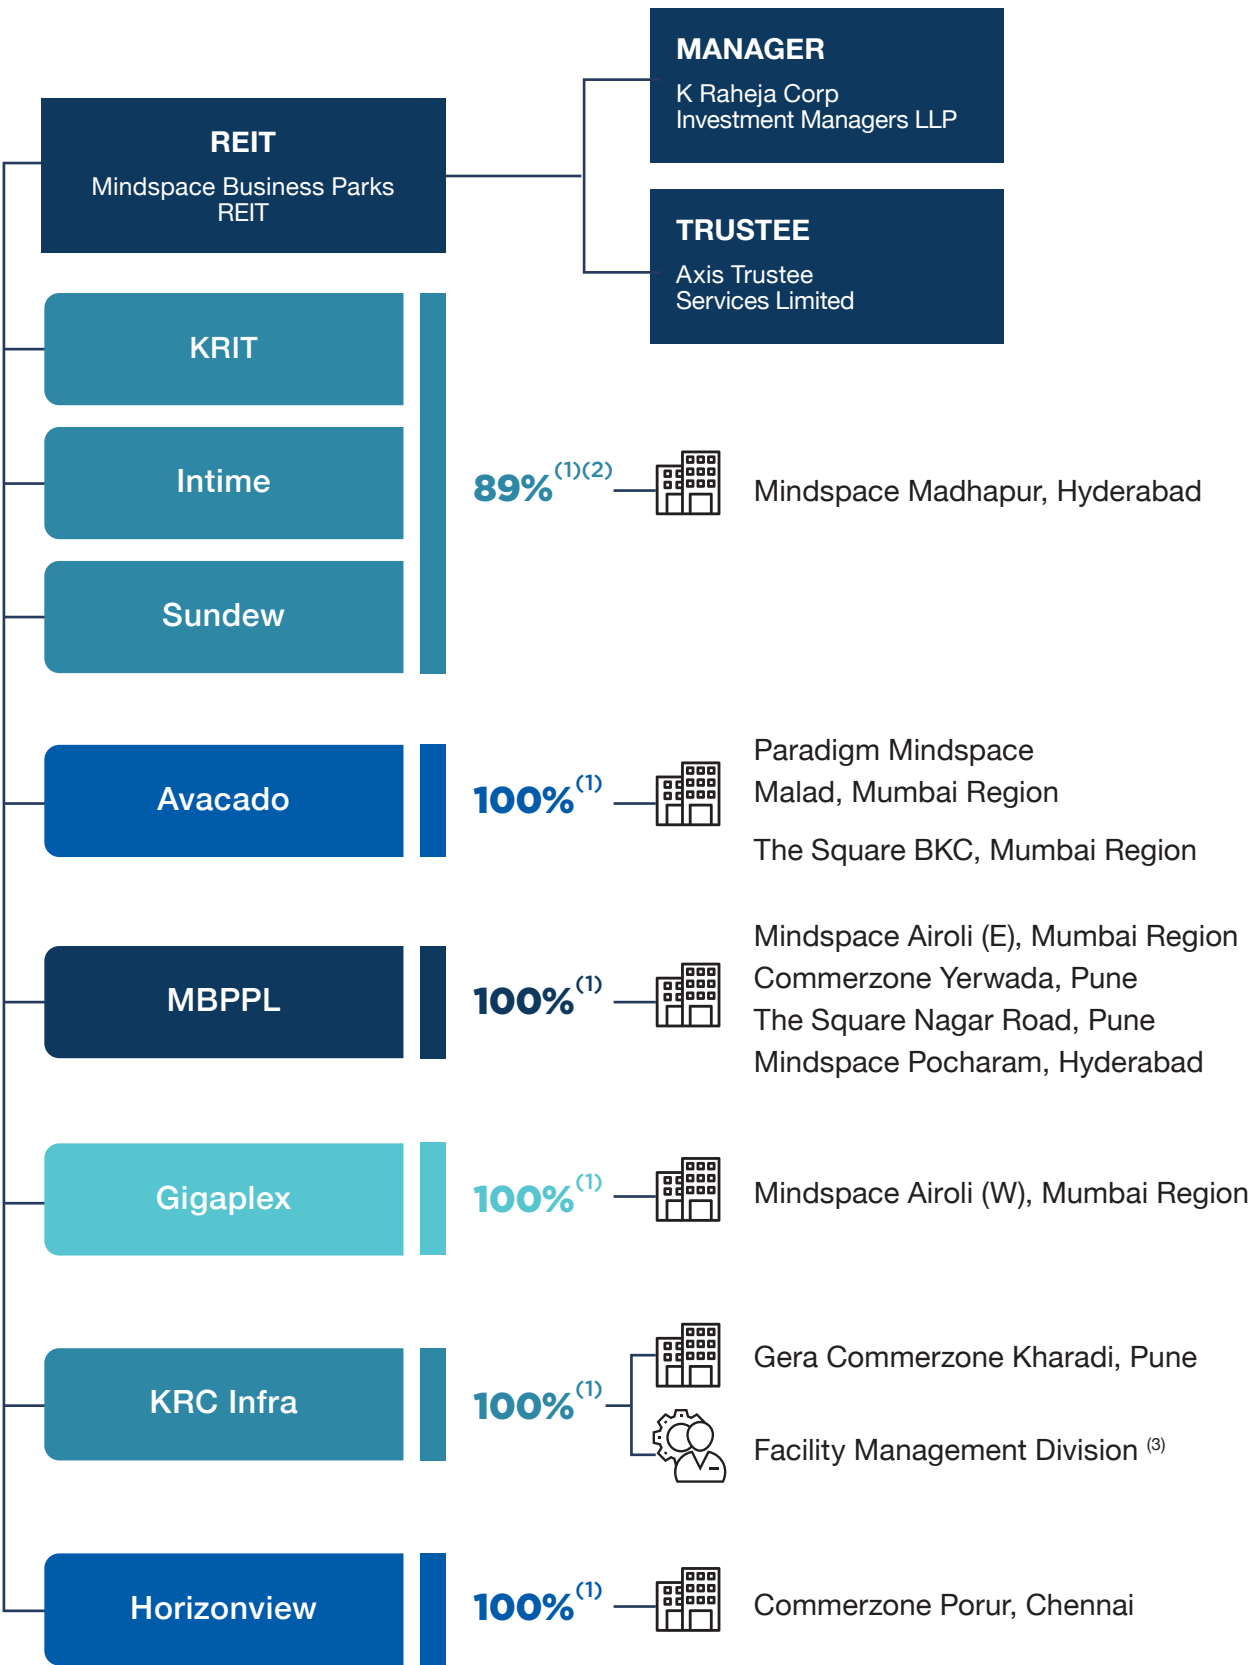 MANAGER
K Raheja Corp
Investment Managers LLP
REIT
Mindspace Business Parks
REIT
TRUSTEE
Axis Trustee
Services Limited
KRIT
Intime
89% (1)(2)
Mindspace Madhapur, Hyderabad
Sundew
Avacado
100% (1)
Paradigm Mindspace
Malad, Mumbai Region
The Square BKC, Mumbai Region
MBPPL
100% (1)
Mindspace Airoli (E), Mumbai Region
Commerzone Yerwada, Pune
The Square Nagar Road, Pune
Mindspace Pocharam, Hyderabad
Gigaplex
100% (1)
Mindspace Airoli (W), Mumbai Region
KRC Infra
100% (1)
Gera Commerzone Kharadi, Pune
Facility Management Division (3)
Horizonview
100% (1)
Commerzone Porur, Chennai